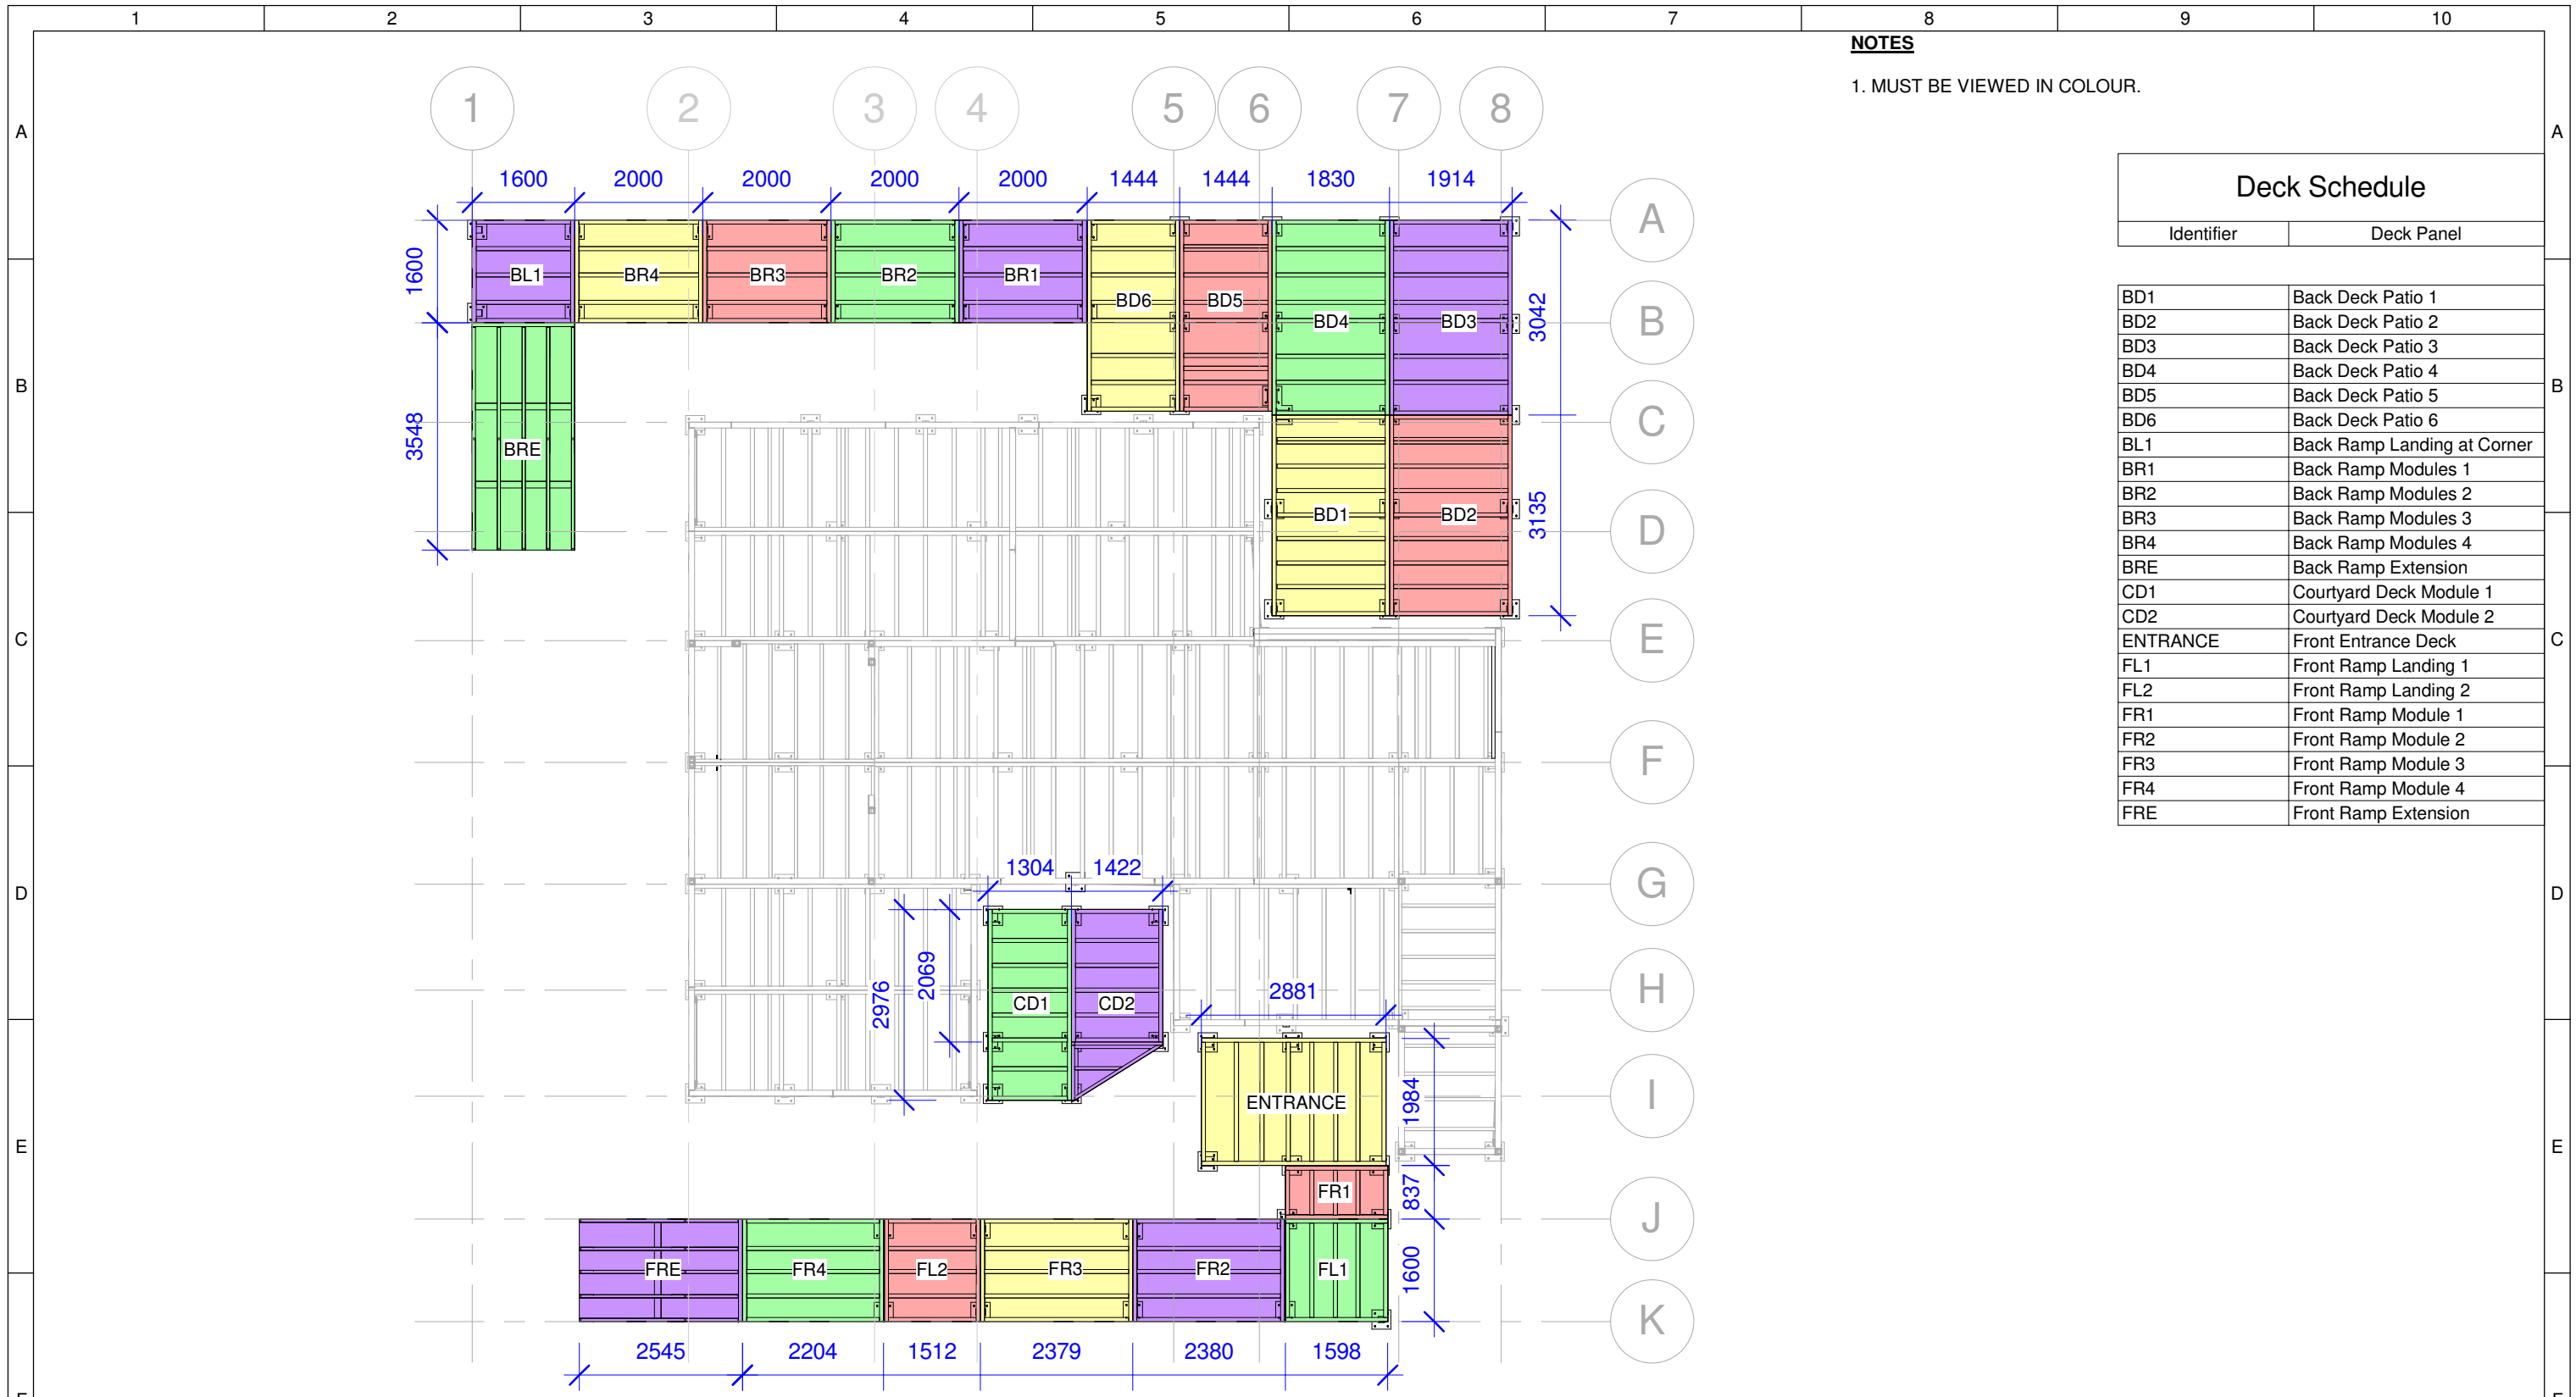 1 2 3 4 5 6 7 8 9 10
NOTES
1. MUST BE VIEWED IN COLOUR.
A A
B B
C C
D D
E E
1 2 3 4 5 6 7 8
1600 2000 2000 2000 2000 1444 1444 1830 1914
A
B
C
D
E
F
G
H
I
J
K
1600
3548
3042
3135
BL1 BR4 BR3 BR2 BR1 BD6 BD5 BD4 BD3
BRE
BD1 BD2
1304 1422
2976
2069
CD1 CD2
2881
ENTRANCE
1984
FR1
837
FRE FR4 FL2 FR3 FR2 FL1
1600
2545 2204 1512 2379 2380 1598
Deck Schedule
Identifier Deck Panel
BD1 Back Deck Patio 1
BD2 Back Deck Patio 2
BD3 Back Deck Patio 3
BD4 Back Deck Patio 4
BD5 Back Deck Patio 5
BD6 Back Deck Patio 6
BL1 Back Ramp Landing at Corner
BR1 Back Ramp Modules 1
BR2 Back Ramp Modules 2
BR3 Back Ramp Modules 3
BR4 Back Ramp Modules 4
BRE Back Ramp Extension
CD1 Courtyard Deck Module 1
CD2 Courtyard Deck Module 2
ENTRANCE Front Entrance Deck
FL1 Front Ramp Landing 1
FL2 Front Ramp Landing 2
FR1 Front Ramp Module 1
FR2 Front Ramp Module 2
FR3 Front Ramp Module 3
FR4 Front Ramp Module 4
FRE Front Ramp Extension